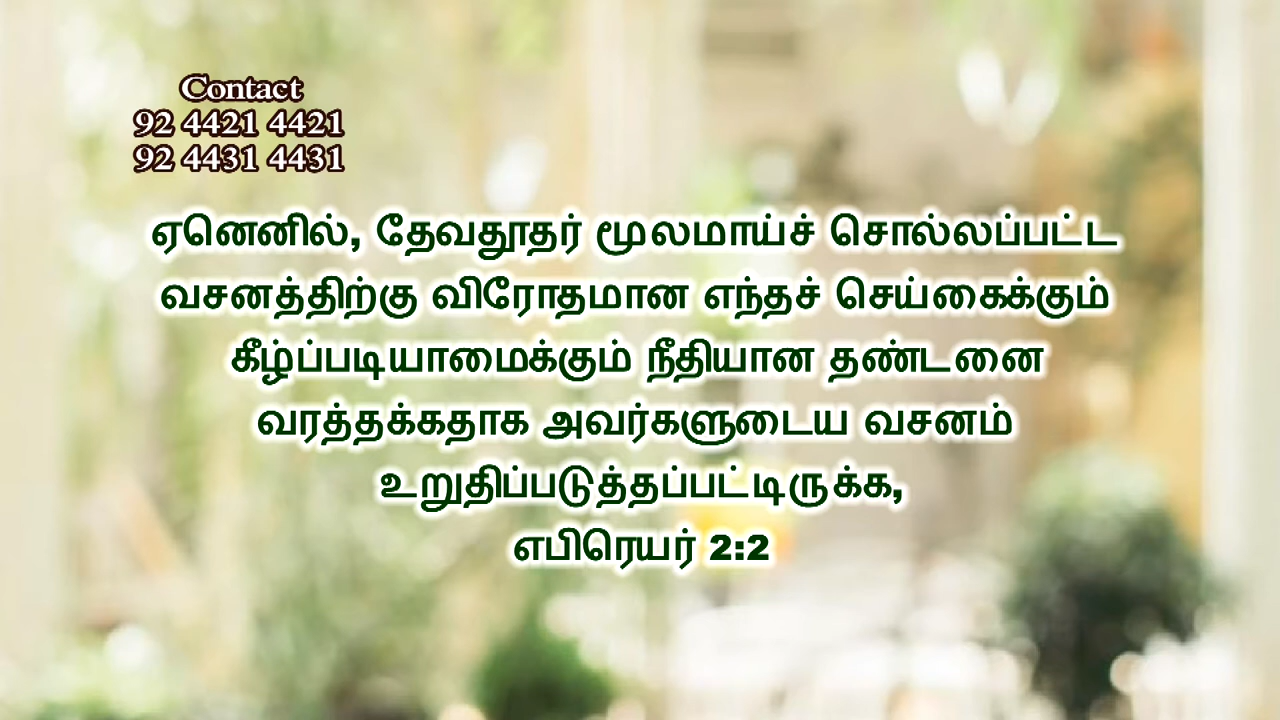 Contact
92 4421 4421
92 4431 4431
ஏனெனில், தேவதூதர் மூலமாய்ச் சொல்லப்பட்ட
வசனத்திற்கு விரோதமான எந்தச் செய்கைக்கும்
கீழ்ப்படியாமைக்கும் நீதியான தண்டனை
வரத்தக்கதாக அவர்களுடைய வசனம்
உறுதிப்படுத்தப்பட்டிருக்க,
எபிரெயர் 2:2